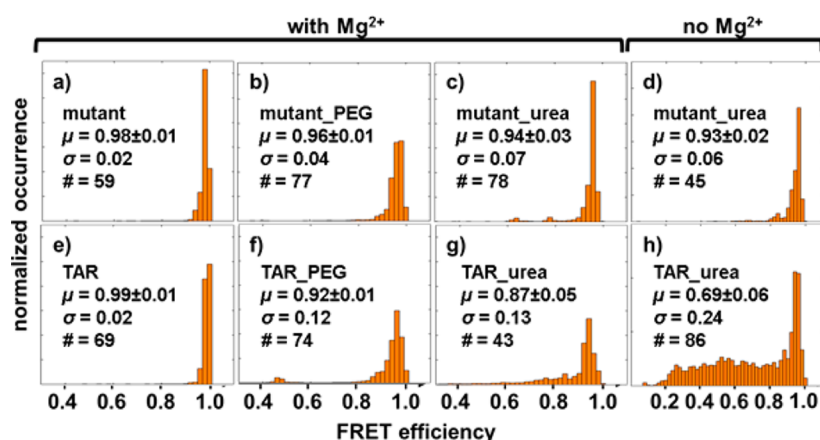 with Mg²⁺ no Mg²⁺
a)
mutant
μ = 0.98±0.01
σ = 0.02
# = 59
b)
mutant_PEG
μ = 0.96±0.01
σ = 0.04
# = 77
c)
mutant_urea
μ = 0.94±0.03
σ = 0.07
# = 78
d)
mutant_urea
μ = 0.93±0.02
σ = 0.06
# = 45
e)
TAR
μ = 0.99±0.01
σ = 0.02
# = 69
f)
TAR_PEG
μ = 0.92±0.01
σ = 0.12
# = 74
g)
TAR_urea
μ = 0.87±0.05
σ = 0.13
# = 43
h)
TAR_urea
μ = 0.69±0.06
σ = 0.24
# = 86
normalized occurrence
0.4 0.6 0.8 1.0 0.4 0.6 0.8 1.0 0.4 0.6 0.8 1.0 0.2 0.4 0.6 0.8 1.0
FRET efficiency